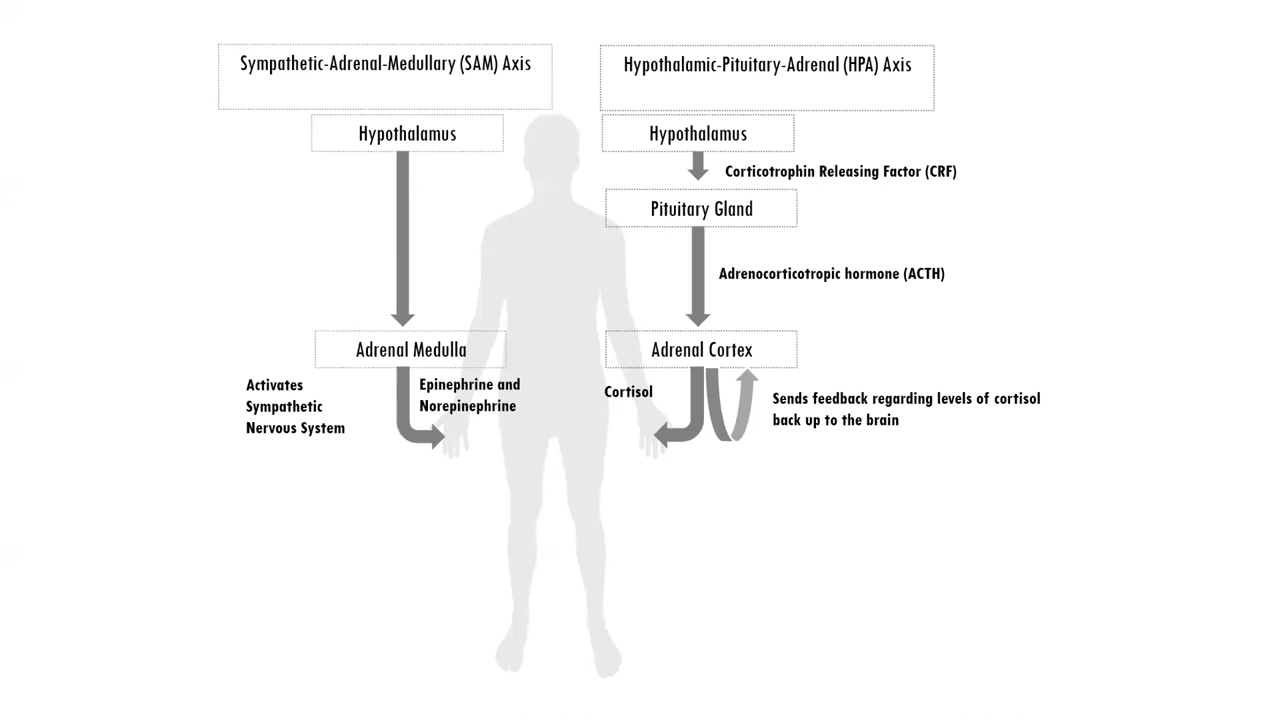 Sympathetic-Adrenal-Medullary (SAM) Axis
Hypothalamus
Adrenal Medulla
Activates
Sympathetic
Nervous System
Epinephrine and
Norepinephrine
Hypothalamic-Pituitary-Adrenal (HPA) Axis
Hypothalamus
Corticotrophin Releasing Factor (CRF)
Pituitary Gland
Adrenocorticotropic hormone (ACTH)
Adrenal Cortex
Cortisol
Sends feedback regarding levels of cortisol
back up to the brain